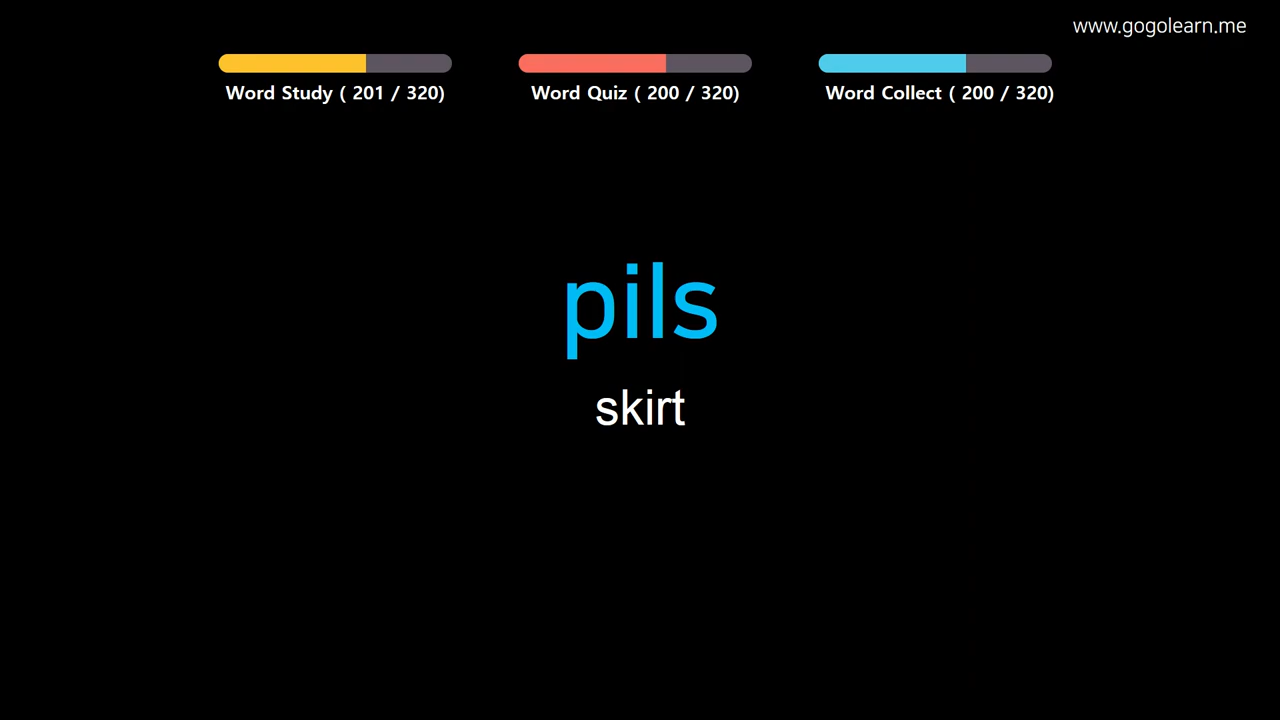 www.gogolearn.me
Word Study ( 201 / 320)
Word Quiz ( 200 / 320)
Word Collect ( 200 / 320)
pils
skirt